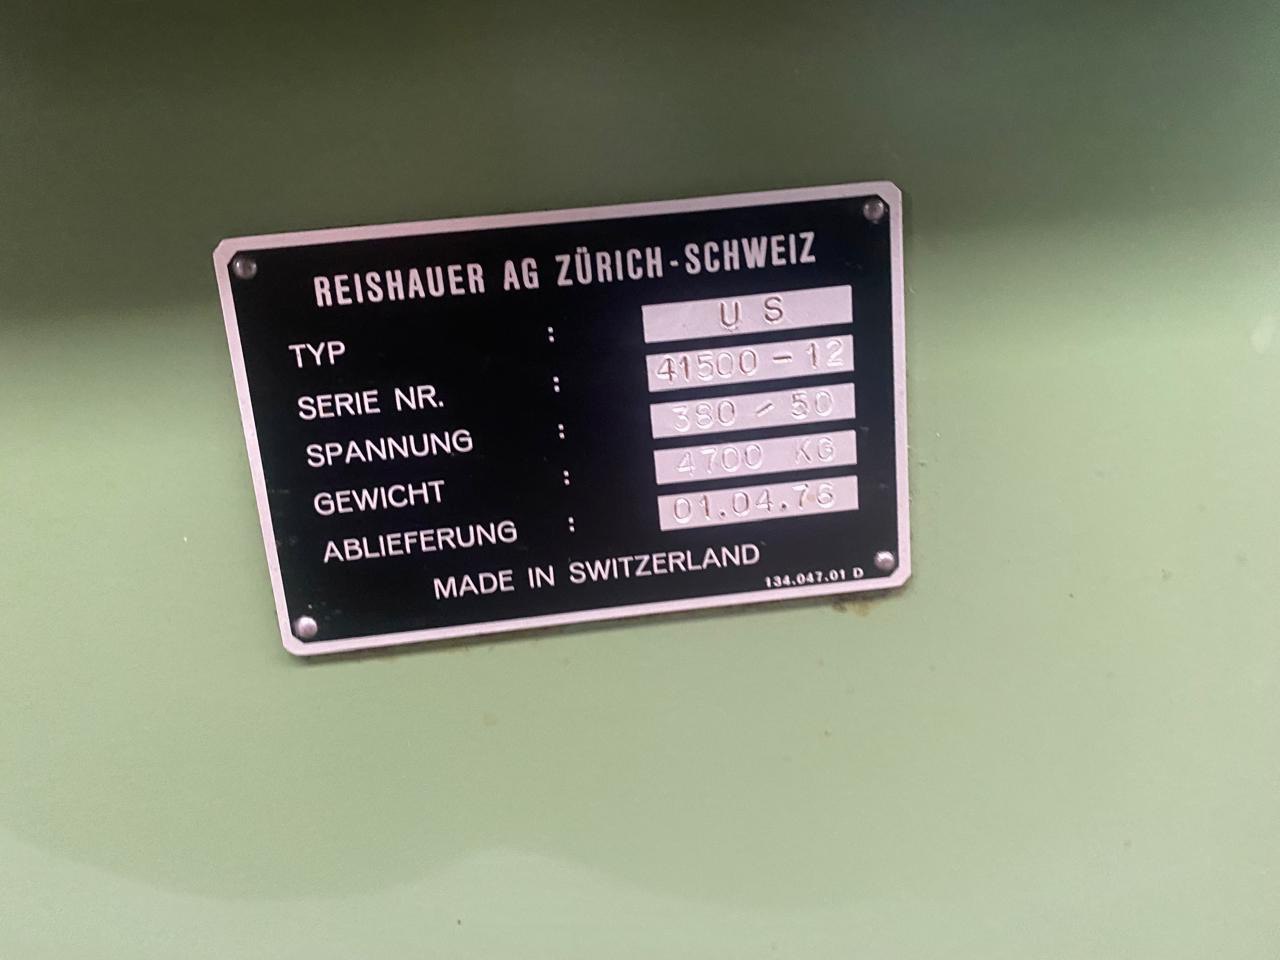 REISHAUER AG ZÜRICH-SCHWEIZ
TYP : U S
SERIE NR. : 41500-12
SPANNUNG : 380/50
GEWICHT : 4700 KG
ABLIEFERUNG : 01.04.76
MADE IN SWITZERLAND
134.047.01 D